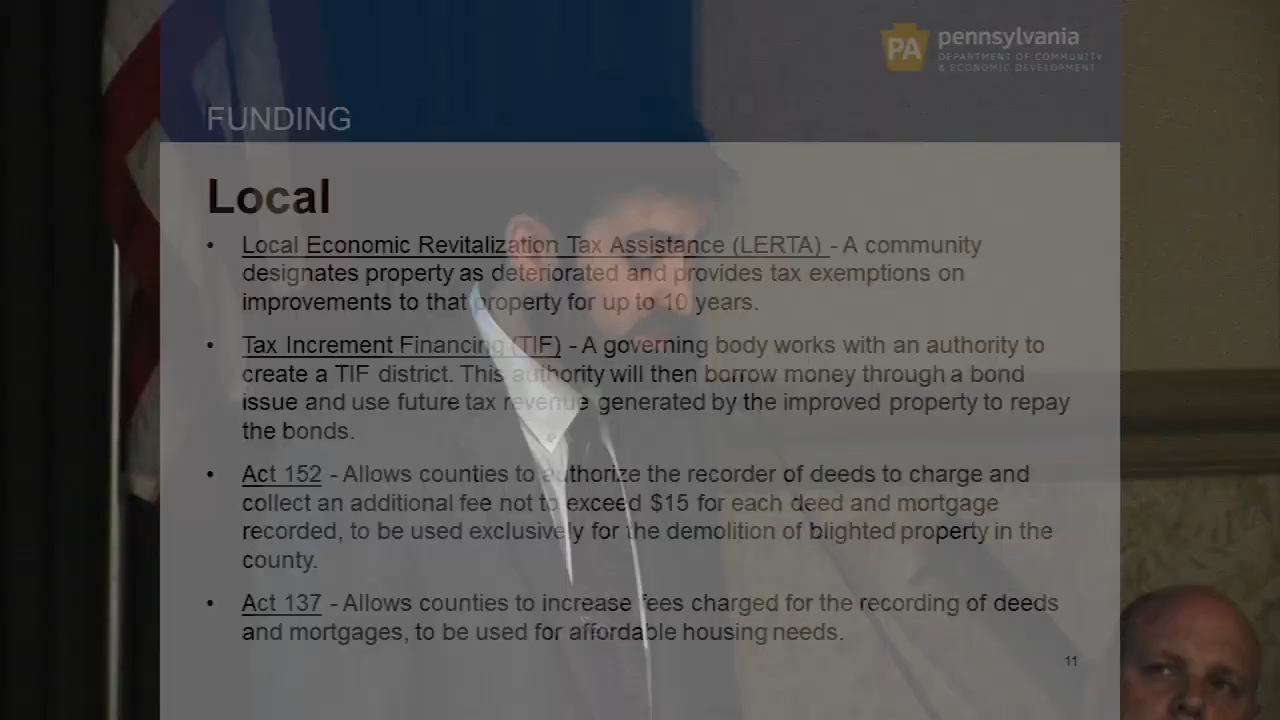 PA pennsylvania
DEPARTMENT OF COMMUNITY
& ECONOMIC DEVELOPMENT
FUNDING
Local
• Local Economic Revitalization Tax Assistance (LERTA) - A community
designates property as deteriorated and provides tax exemptions on
improvements to that property for up to 10 years.
• Tax Increment Financing (TIF) - A governing body works with an authority to
create a TIF district. This authority will then borrow money through a bond
issue and use future tax revenue generated by the improved property to repay
the bonds.
• Act 152 - Allows counties to authorize the recorder of deeds to charge and
collect an additional fee not to exceed $15 for each deed and mortgage
recorded, to be used exclusively for the demolition of blighted property in the
county.
• Act 137 - Allows counties to increase fees charged for the recording of deeds
and mortgages, to be used for affordable housing needs.
11